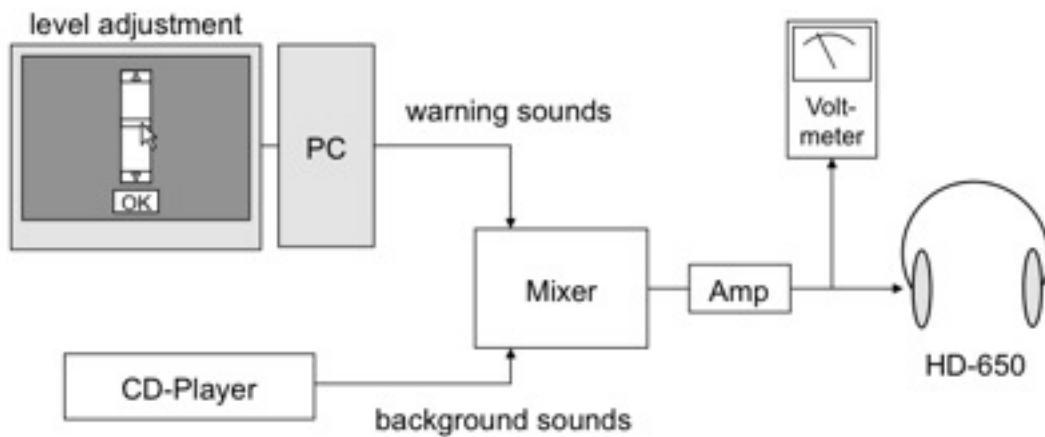 level adjustment
OK
PC
warning sounds
Volt-
meter
Mixer
Amp
HD-650
CD-Player
background sounds